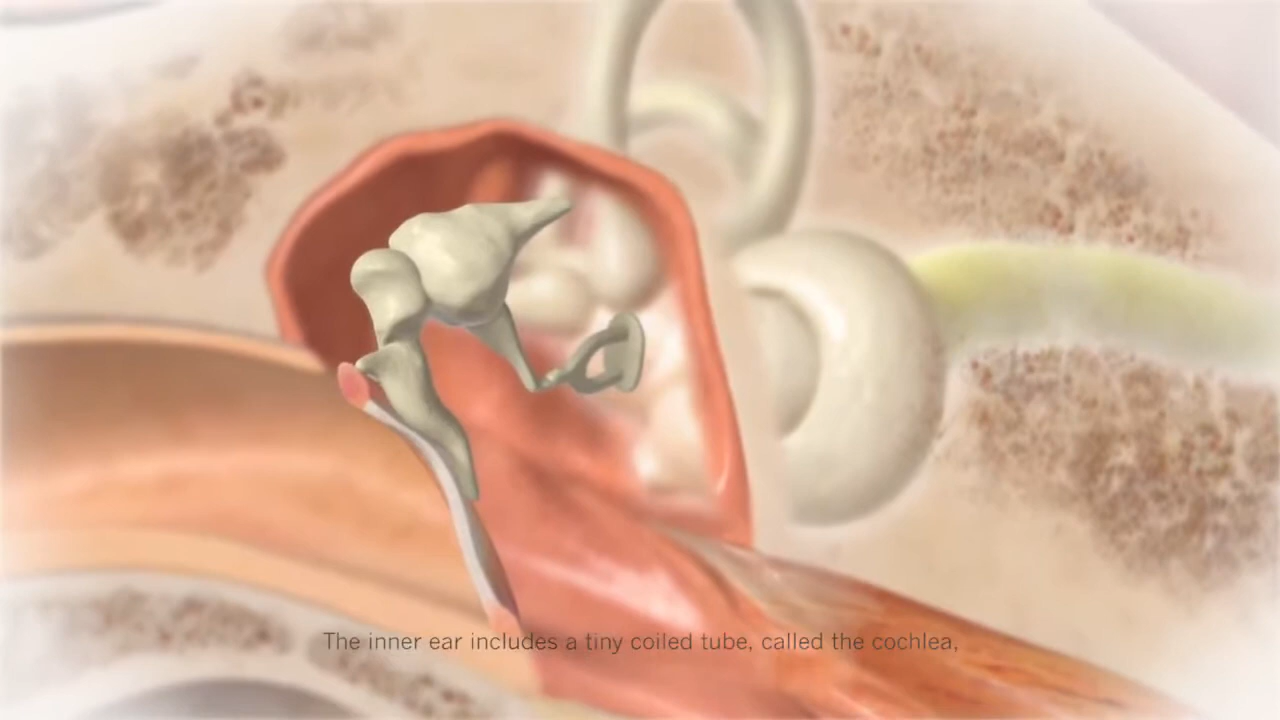 The inner ear includes a tiny coiled tube, called the cochlea,